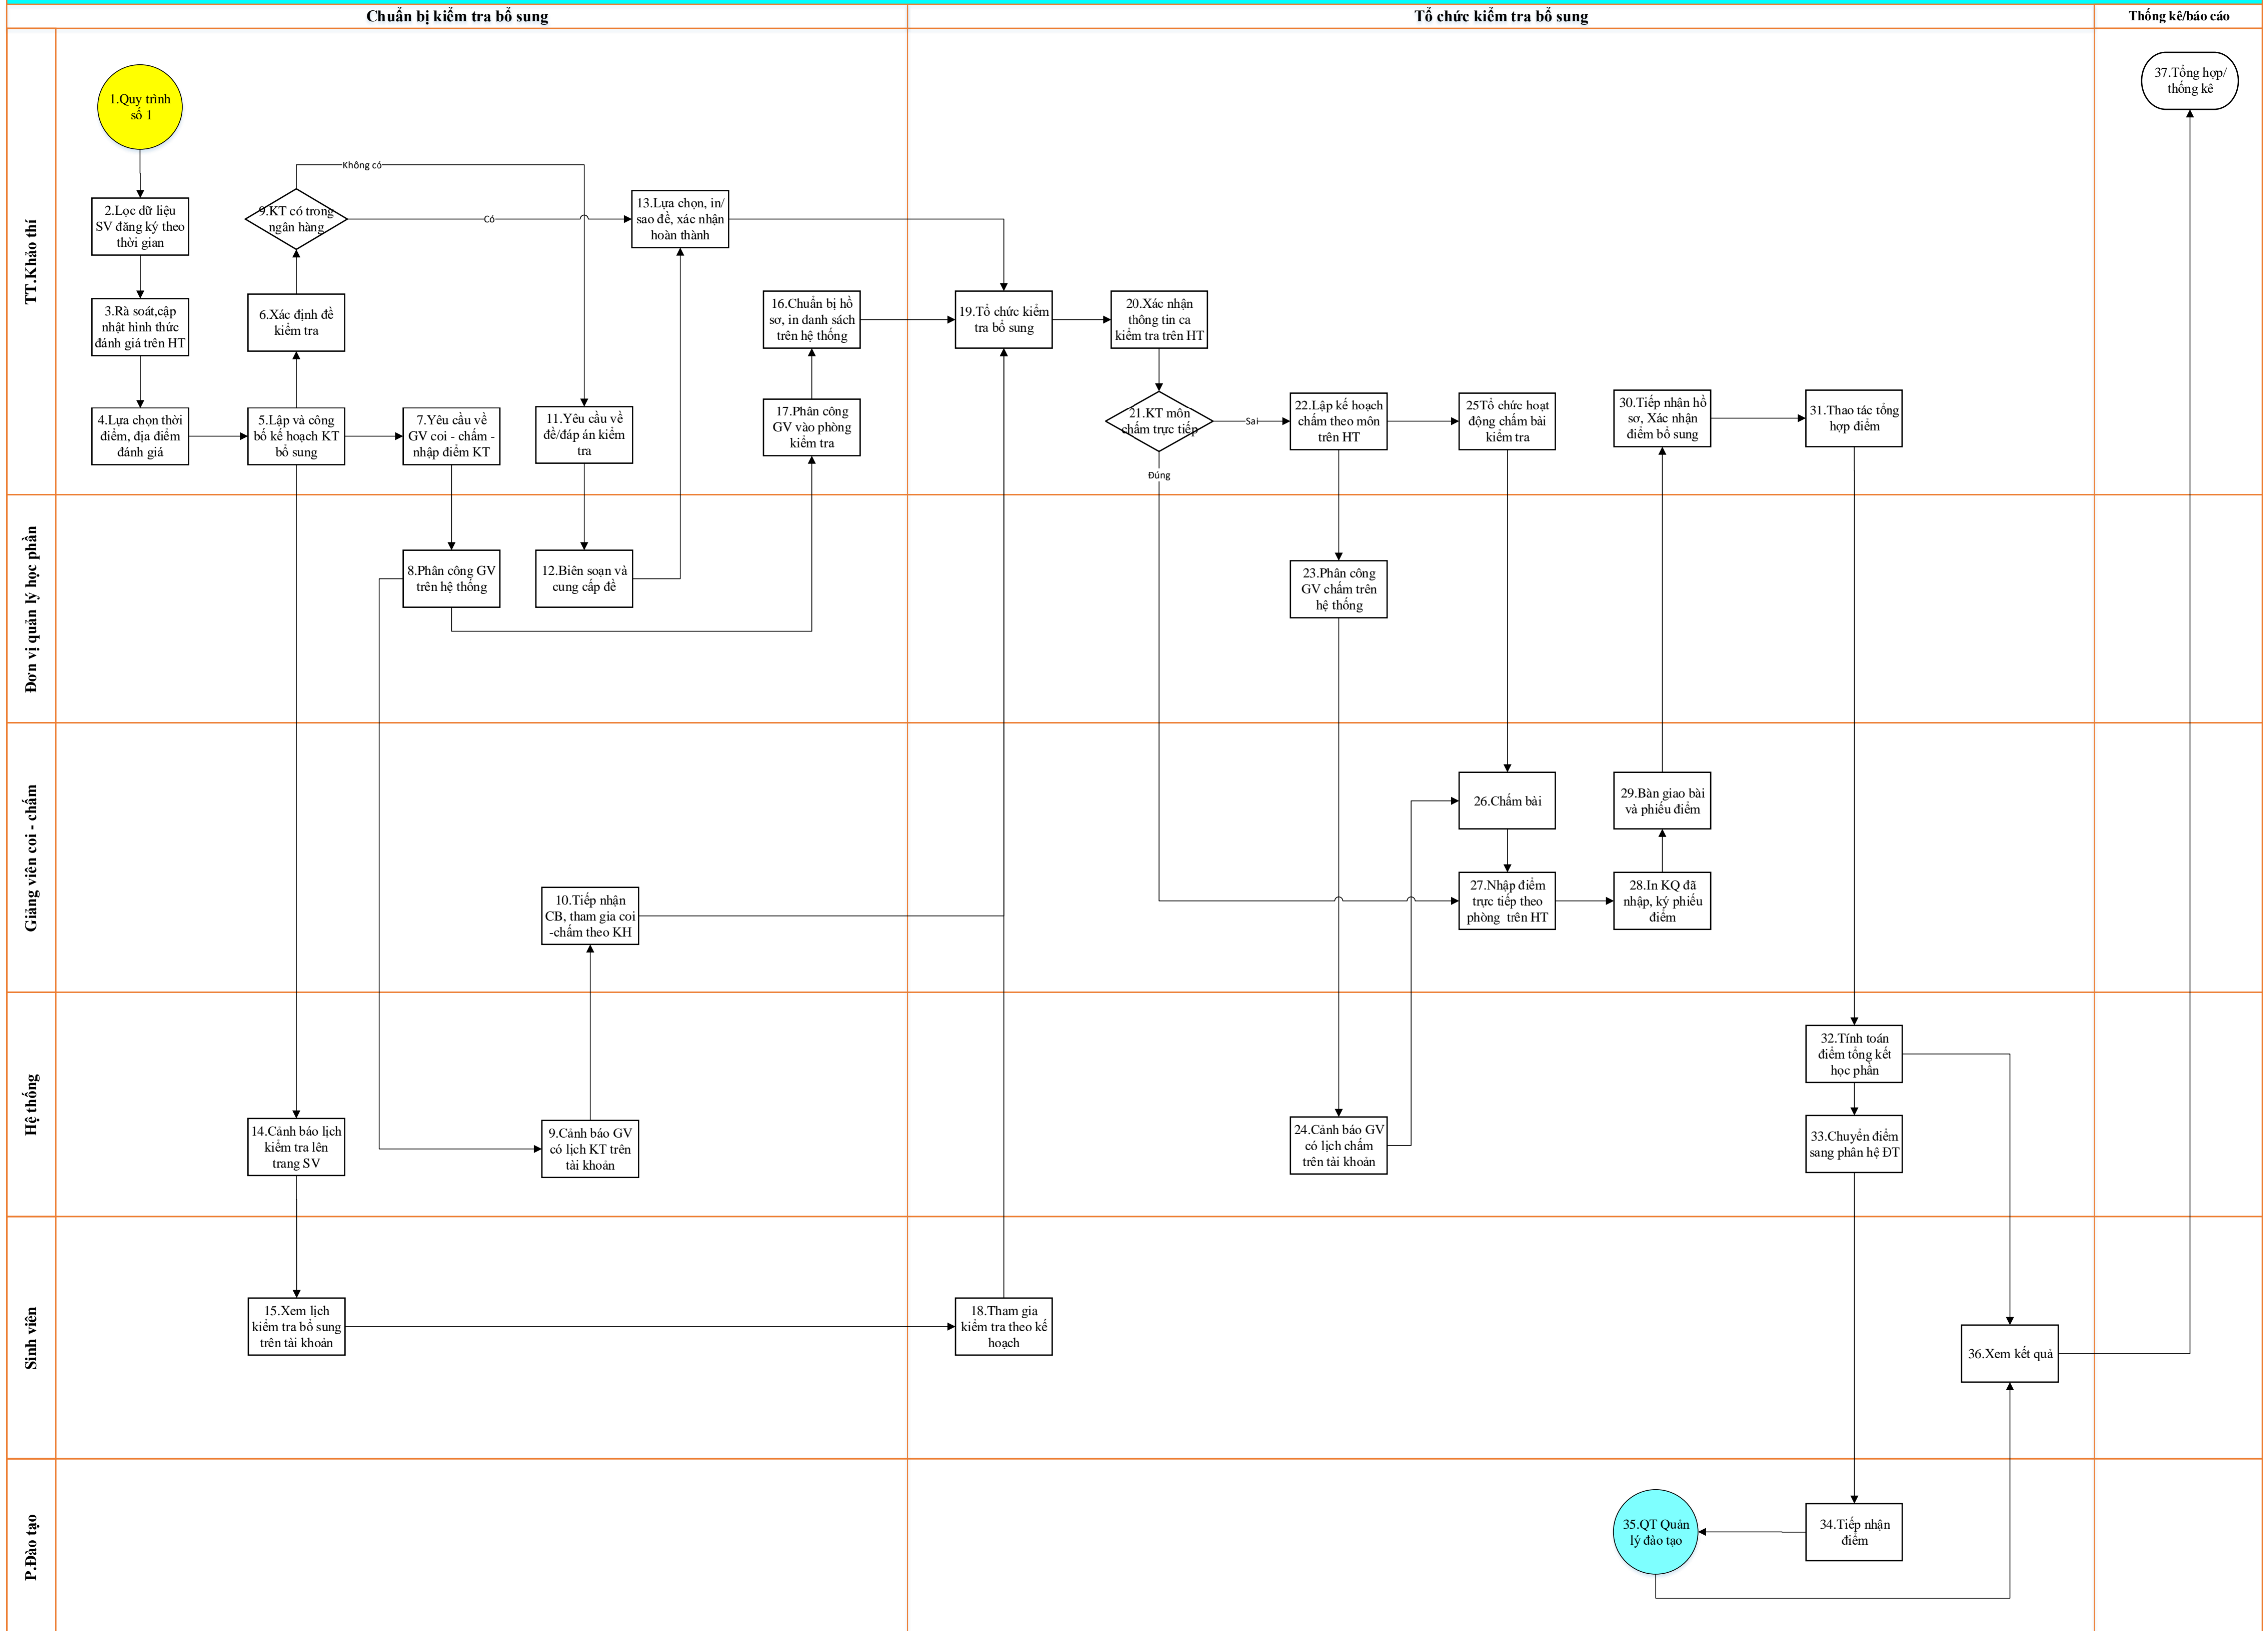 Chuẩn bị kiểm tra bổ sung
Tổ chức kiểm tra bổ sung
Thống kê/báo cáo
TT.Khảo thí
1.Quy trình
số 1
2.Lọc dữ liệu
SV đăng ký theo
thời gian
3.Rà soát,cập
nhật hình thức
đánh giá trên HT
4.Lựa chọn thời
điểm, địa điểm
đánh giá
5.Lập và công
bố kế hoạch KT
bổ sung
6.Xác định đề
kiểm tra
9.KT có trong
ngân hàng
Không có
Có
7.Yêu cầu về
GV coi - chấm -
nhập điểm KT
11.Yêu cầu về
đề/đáp án kiểm
tra
13.Lựa chọn, in/
sao đề, xác nhận
hoàn thành
16.Chuẩn bị hồ
sơ, in danh sách
trên hệ thống
17.Phân công
GV vào phòng
kiểm tra
19.Tổ chức kiểm
tra bổ sung
20.Xác nhận
thông tin ca
kiểm tra trên HT
21.KT môn
chấm trực tiếp
Sai
Đúng
22.Lập kế hoạch
chấm theo môn
trên HT
25Tổ chức hoạt
động chấm bài
kiểm tra
30.Tiếp nhận hồ
sơ, Xác nhận
điểm bổ sung
31.Thao tác tổng
hợp điểm
37.Tổng hợp/
thống kê
Đơn vị quản lý học phần
8.Phân công GV
trên hệ thống
12.Biên soạn và
cung cấp đề
23.Phân công
GV chấm trên
hệ thống
Giảng viên coi - chấm
10.Tiếp nhận
CB, tham gia coi
-chấm theo KH
26.Chấm bài
27.Nhập điểm
trực tiếp theo
phòng trên HT
28.In KQ đã
nhập, ký phiếu
điểm
29.Bàn giao bài
và phiếu điểm
Hệ thống
14.Cảnh báo lịch
kiểm tra lên
trang SV
9.Cảnh báo GV
có lịch KT trên
tài khoản
24.Cảnh báo GV
có lịch chấm
trên tài khoản
32.Tính toán
điểm tổng kết
học phần
33.Chuyển điểm
sang phân hệ ĐT
Sinh viên
15.Xem lịch
kiểm tra bổ sung
trên tài khoản
18.Tham gia
kiểm tra theo kế
hoạch
36.Xem kết quả
P.Đào tạo
35.QT Quản
lý đào tạo
34.Tiếp nhận
điểm